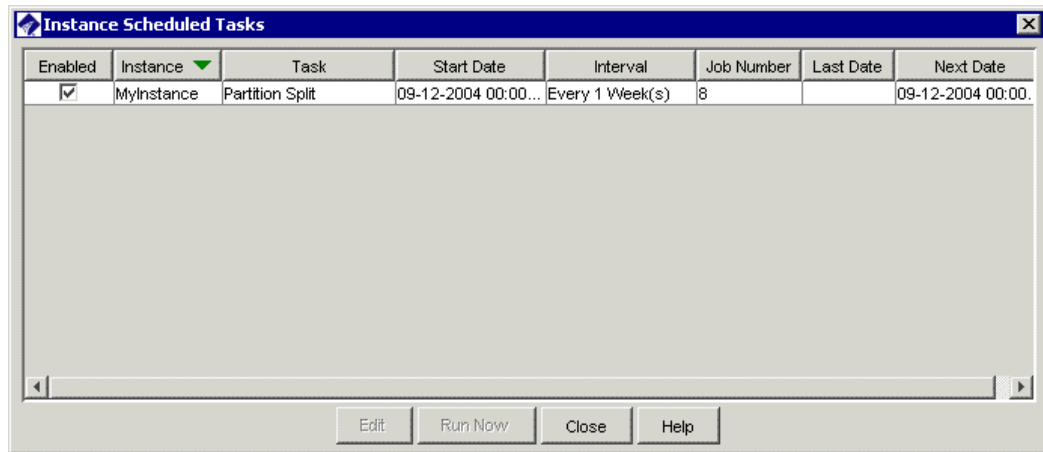 Instance Scheduled Tasks
Enabled Instance Task Start Date Interval Job Number Last Date Next Date
MyInstance Partition Split 09-12-2004 00:00... Every 1 Week(s) 8 09-12-2004 00:00.
Edit Run Now Close Help